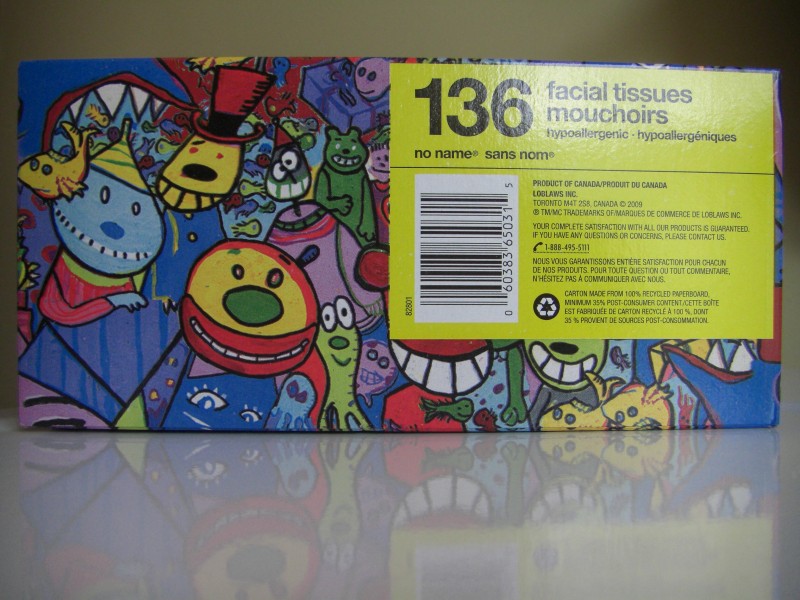 136 facial tissues
mouchoirs
hypoallergenic · hypoallergéniques
no name® sans nom®
PRODUCT OF CANADA/PRODUIT DU CANADA
LOBLAWS INC.
TORONTO M4T 2S8, CANADA © 2009
®TM/MC TRADEMARKS OF/MARQUES DE COMMERCE DE LOBLAWS INC.
YOUR COMPLETE SATISFACTION WITH ALL OUR PRODUCTS IS GUARANTEED.
IF YOU HAVE ANY QUESTIONS OR CONCERNS, PLEASE CONTACT US.
1-888-495-5111
NOUS VOUS GARANTISSONS ENTIÈRE SATISFACTION POUR CHACUN
DE NOS PRODUITS. POUR TOUTE QUESTION OU TOUT COMMENTAIRE,
N'HÉSITEZ PAS À COMMUNIQUER AVEC NOUS.
CARTON MADE FROM 100% RECYCLED PAPERBOARD,
MINIMUM 35% POST-CONSUMER CONTENT./CETTE BOÎTE
EST FABRIQUÉE DE CARTON RECYCLÉ À 100 %, DONT
35 % PROVIENT DE SOURCES POST-CONSOMMATION.
82801
0 60383 65031 5